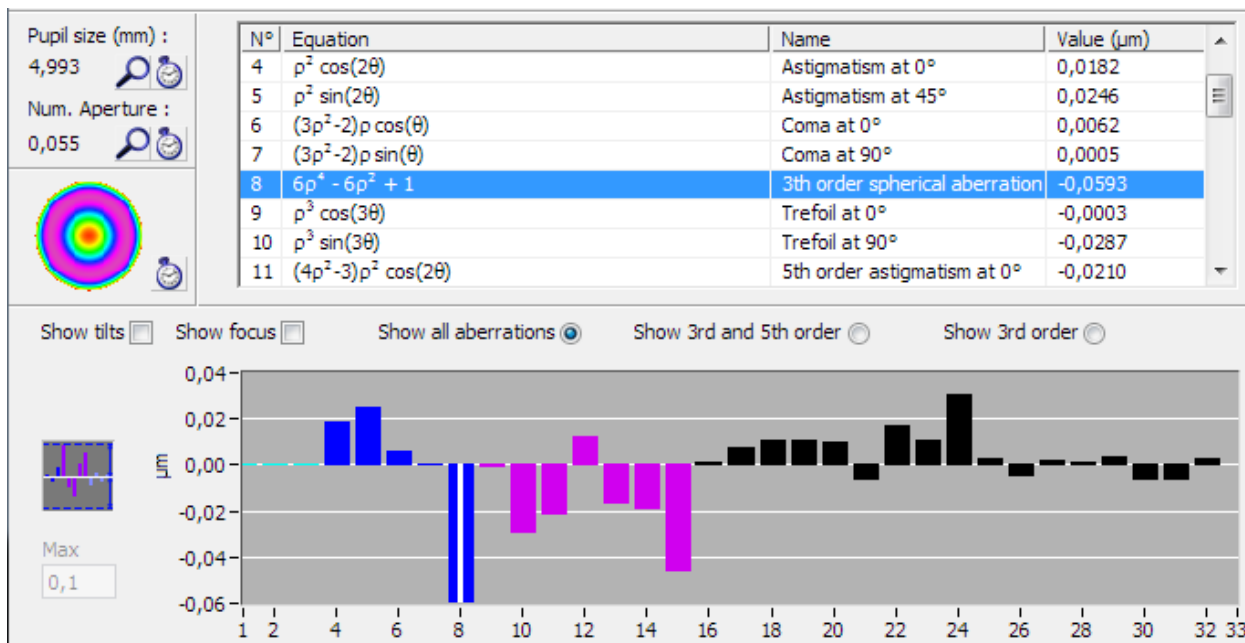 Pupil size (mm) :
4,993
Num. Aperture :
0,055
N° Equation Name Value (µm)
4 ρ² cos(2θ) Astigmatism at 0° 0,0182
5 ρ² sin(2θ) Astigmatism at 45° 0,0246
6 (3ρ²-2)ρ cos(θ) Coma at 0° 0,0062
7 (3ρ²-2)ρ sin(θ) Coma at 90° 0,0005
8 6ρ⁴ - 6ρ² + 1 3th order spherical aberration -0,0593
9 ρ³ cos(3θ) Trefoil at 0° -0,0003
10 ρ³ sin(3θ) Trefoil at 90° -0,0287
11 (4ρ²-3)ρ² cos(2θ) 5th order astigmatism at 0° -0,0210
Show tilts Show focus Show all aberrations Show 3rd and 5th order Show 3rd order
0,04
0,02
0,00
-0,02
-0,04
-0,06
µm
Max
0,1
1 2 4 6 8 10 12 14 16 18 20 22 24 26 28 30 32 33